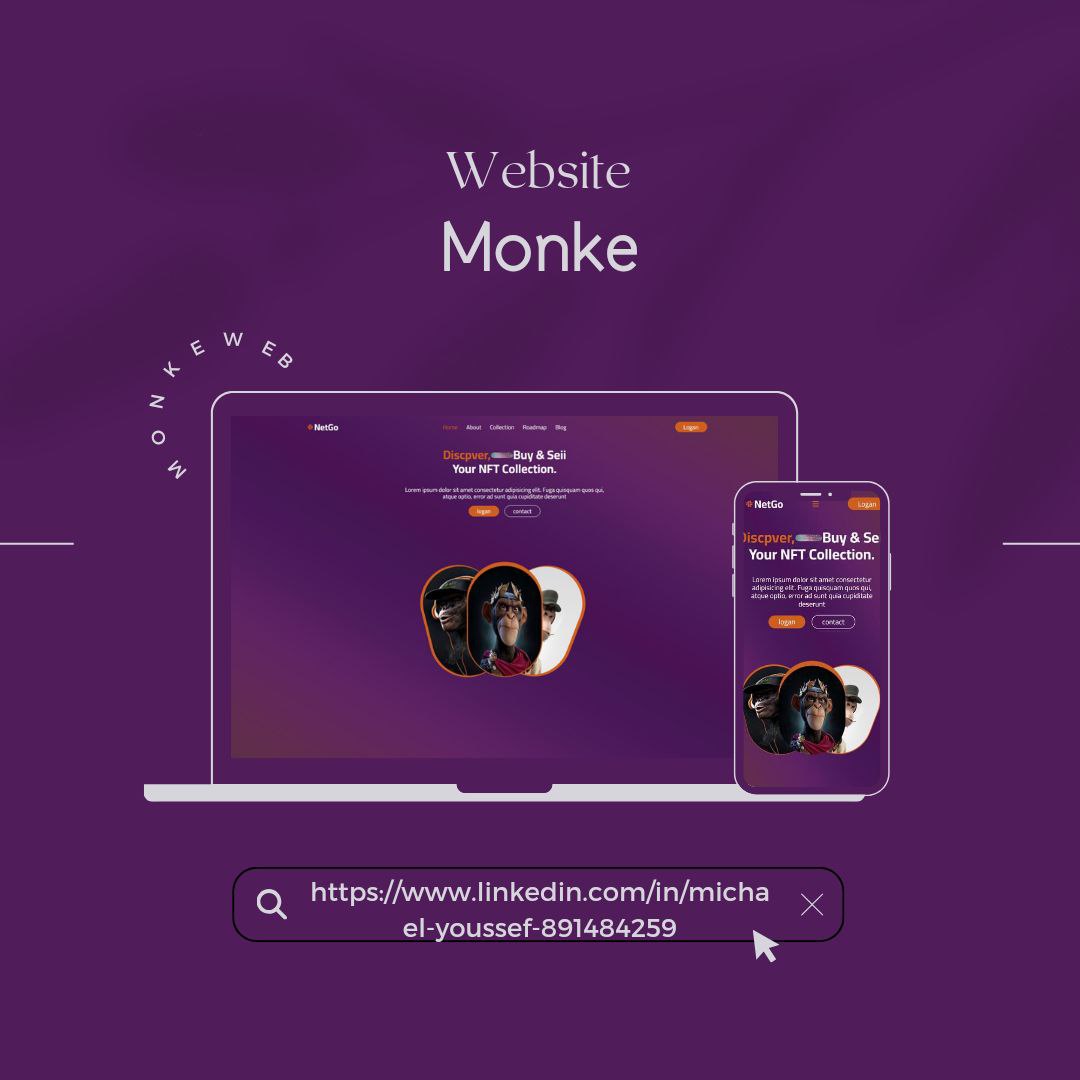 Website
Monke
MONKE WEB
NetGo
Home About Collection Roadmap Blog
Logan
Discpver, Buy & Seii
Your NFT Collection.
Lorem ipsum dolor sit amet consectetur adipisicing elit. Fuga quisquam quos qui,
atque optio, error ad sunt quia cupiditate deserunt
logan contact
NetGo
Logan
Discpver, Buy & Se
Your NFT Collection.
Lorem ipsum dolor sit amet consectetur
adipisicing elit. Fuga quisquam quos qui,
atque optio, error ad sunt quia cupiditate
deserunt
logan contact
https://www.linkedin.com/in/micha
el-youssef-891484259